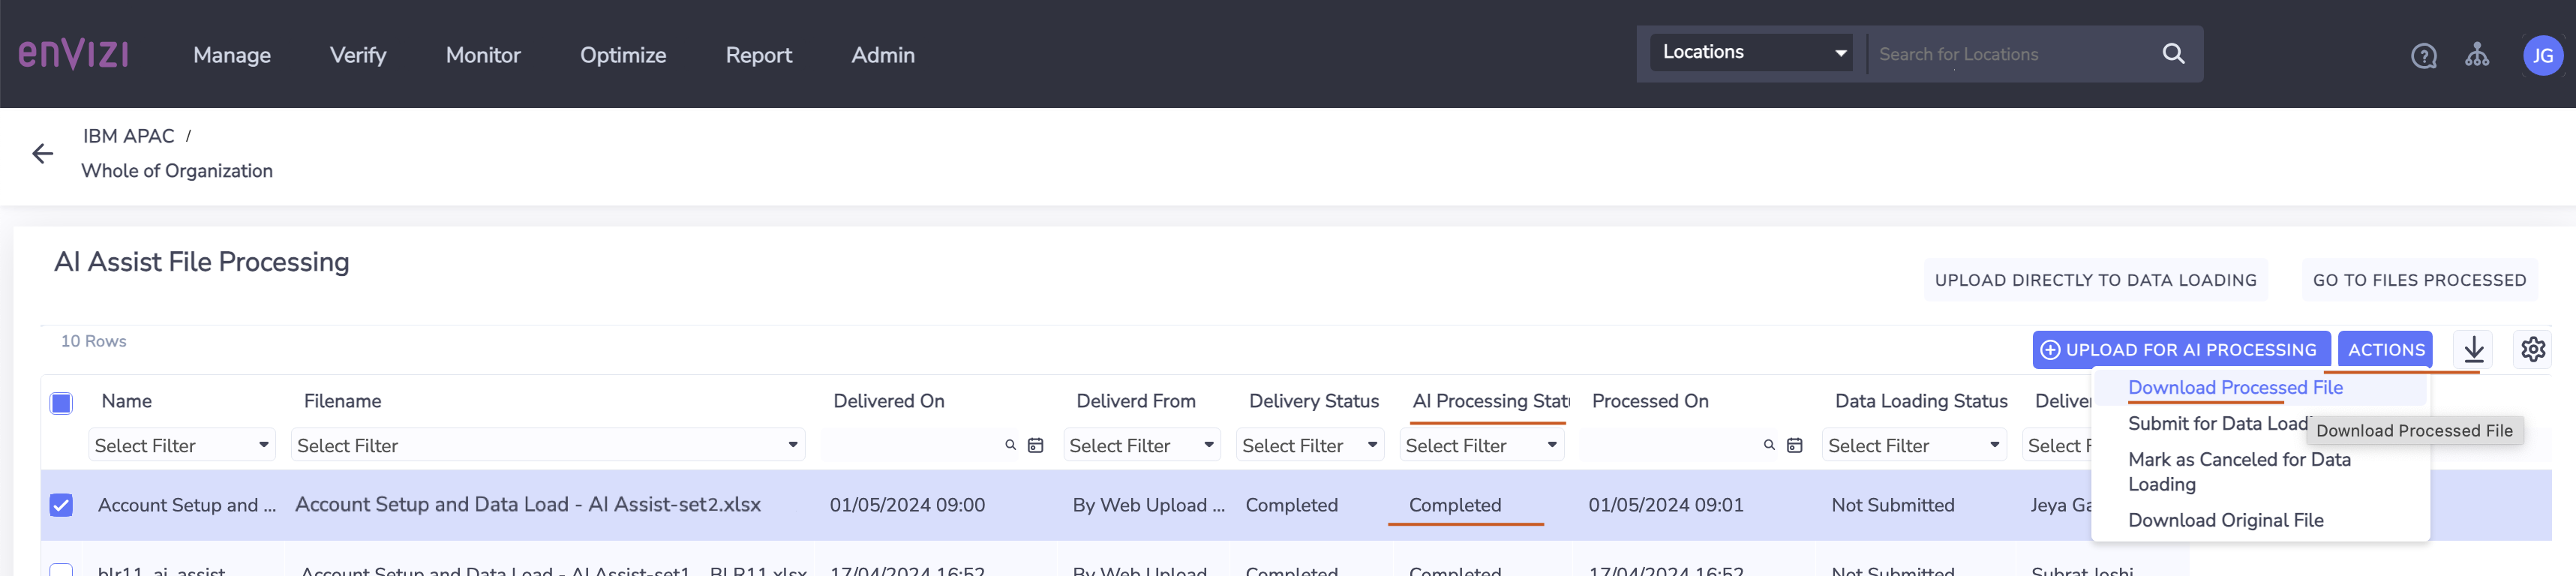 enVIZI Manage Verify Monitor Optimize Report Admin Locations Search for Locations JG
IBM APAC /
Whole of Organization
AI Assist File Processing
UPLOAD DIRECTLY TO DATA LOADING GO TO FILES PROCESSED
10 Rows
UPLOAD FOR AI PROCESSING ACTIONS
Download Processed File
Submit for Data Load
Download Processed File
Mark as Canceled for Data
Loading
Download Original File
Name Filename Delivered On Deliverd From Delivery Status AI Processing Stat Processed On Data Loading Status Deliver
Select Filter Select Filter Select Filter Select Filter Select Filter Select Filter Select F
Account Setup and ... Account Setup and Data Load - AI Assist-set2.xlsx 01/05/2024 09:00 By Web Upload ... Completed Completed 01/05/2024 09:01 Not Submitted Jeya Ga
blr11_ai_assist Account Setup and Data Load - AI Assist-set1 BLR11.xlsx 17/04/2024 16:52 By Web Upload Completed Completed 17/04/2024 16:52 Not Submitted Subrat Joshi